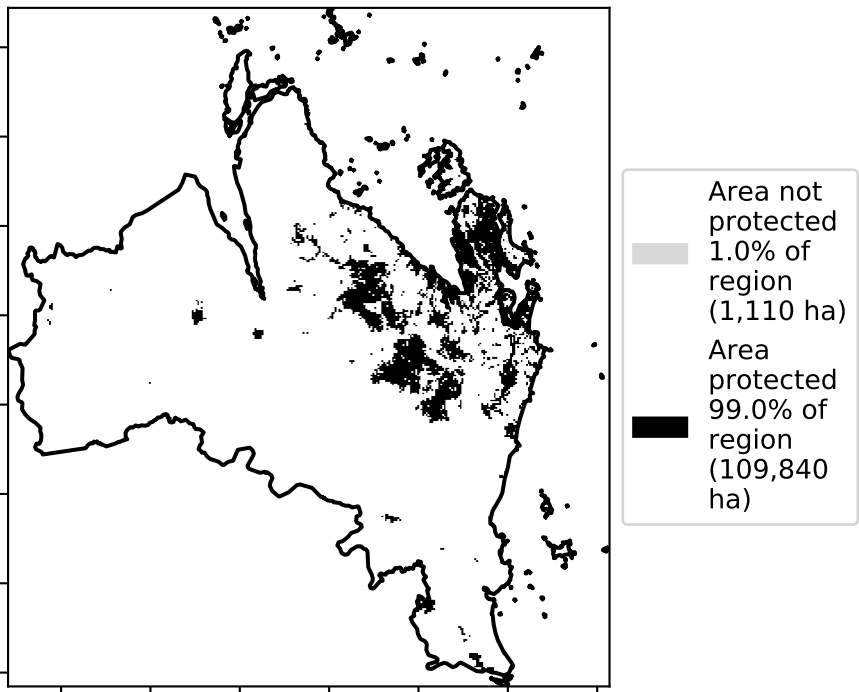 Area not
protected
1.0% of
region
(1,110 ha)
Area
protected
99.0% of
region
(109,840
ha)